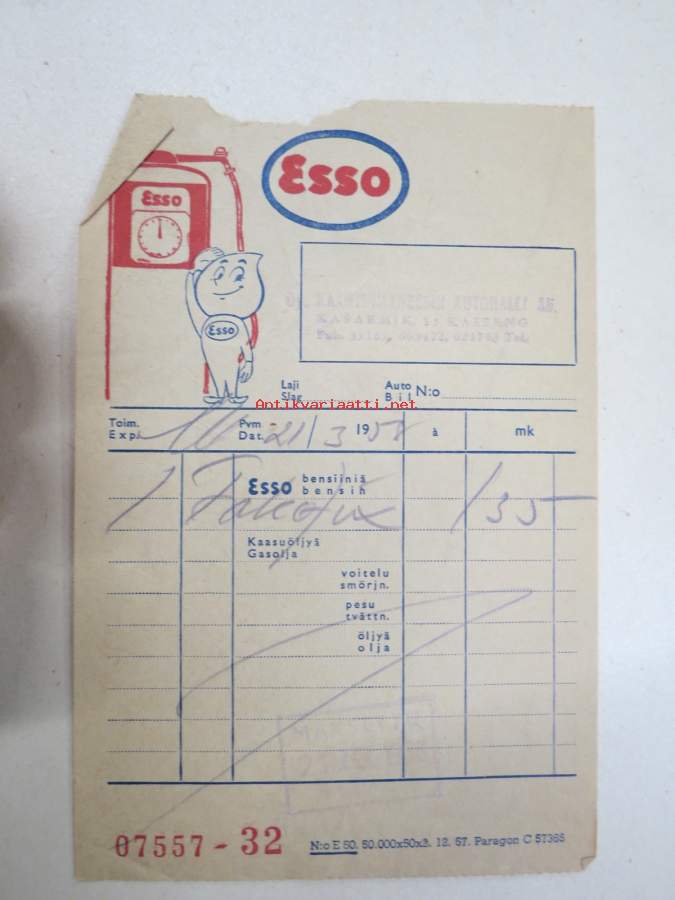 Esso
Esso
Esso
AUTOHALLI
Laji
Slag
Auto
Bil
N:o
Antikvariaatti.net
Toim.
Exp.
Pvm
Dat.
21/3 1958
à
mk
1
Esso
bensiiniä
bensin
135
Kaasuöljyä
Gasolja
voitelu
smörjn.
pesu
tvättn.
öljyä
olja
07557-32
N:o E 50. 50.000x50x3. 12. 57. Paragon C 57365